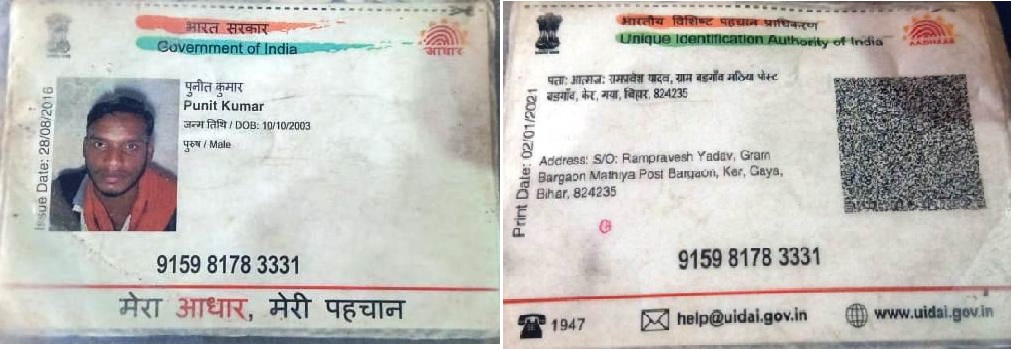 भारत सरकार
Government of India
आधार
Issue Date: 28/08/2016
पुनीत कुमार
Punit Kumar
जन्म तिथि / DOB: 10/10/2003
पुरुष / Male
9159 8178 3331
मेरा आधार, मेरी पहचान
भारतीय विशिष्ट पहचान प्राधिकरण
Unique Identification Authority of India
AADHAAR
Print Date: 02/01/2021
पता: आत्मज: रामप्रवेश यादव, ग्राम बड़गाँव मठिया पोस्ट
बड़गाँव, केर, गया, बिहार, 824235
Address: S/O: Rampravesh Yadav, Gram
Bargaon Mathiya Post Bargaon, Ker, Gaya,
Bihar, 824235
9159 8178 3331
1947
help@uidai.gov.in
www.uidai.gov.in